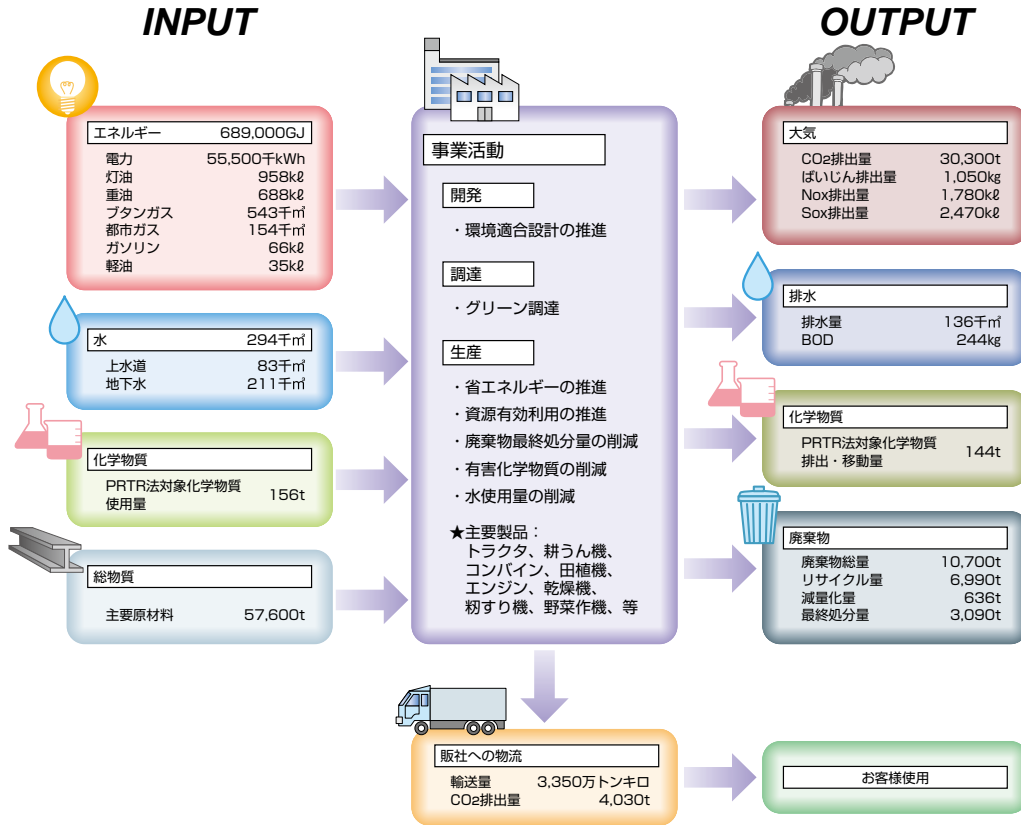 INPUT
エネルギー 689,000GJ
電力 55,500千kWh
灯油 958kℓ
重油 688kℓ
ブタンガス 543千㎥
都市ガス 154千㎥
ガソリン 66kℓ
軽油 35kℓ
水 294千㎥
上水道 83千㎥
地下水 211千㎥
化学物質
PRTR法対象化学物質
使用量 156t
総物質
主要原材料 57,600t
事業活動
開発
・環境適合設計の推進
調達
・グリーン調達
生産
・省エネルギーの推進
・資源有効利用の推進
・廃棄物最終処分量の削減
・有害化学物質の削減
・水使用量の削減
★主要製品：
トラクタ、耕うん機、
コンバイン、田植機、
エンジン、乾燥機、
籾すり機、野菜作機、等
販社への物流
輸送量 3,350万トンキロ
CO2排出量 4,030t
OUTPUT
大気
CO2排出量 30,300t
ばいじん排出量 1,050kg
Nox排出量 1,780kℓ
Sox排出量 2,470kℓ
排水
排水量 136千㎥
BOD 244kg
化学物質
PRTR法対象化学物質
排出・移動量 144t
廃棄物
廃棄物総量 10,700t
リサイクル量 6,990t
減量化量 636t
最終処分量 3,090t
お客様使用